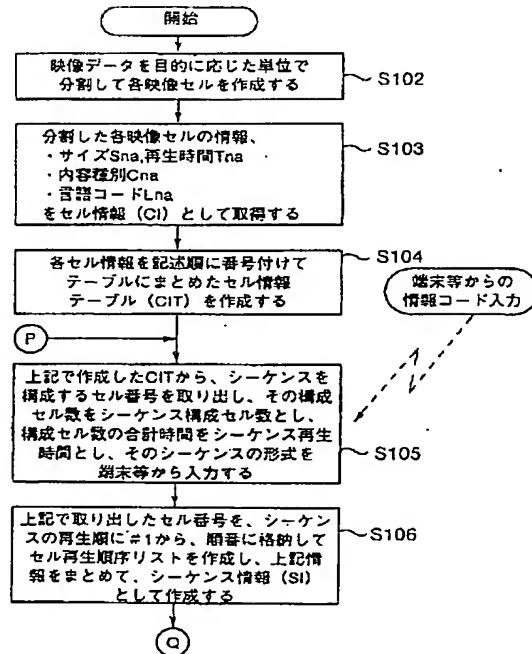 開始
映像データを目的に応じた単位で
分割して各映像セルを作成する
S102
分割した各映像セルの情報、
・サイズSna,再生時間Tna
・内容種別Cna
・言語コードLna
をセル情報(CI)として取得する
S103
各セル情報を記述順に番号付けて
テーブルにまとめたセル情報
テーブル(CIT)を作成する
S104
端末等からの
情報コード入力
P
上記で作成したCITから、シーケンスを
構成するセル番号を取り出し、その構成
セル数をシーケンス構成セル数とし、
構成セル数の合計時間をシーケンス再生
時間とし、そのシーケンスの形式を
端末等から入力する
S105
上記で取り出したセル番号を、シーケン
スの再生順に#1から、順番に格納して
セル再生順序リストを作成し、上記情
報をまとめて、シーケンス情報(SI)
として作成する
S106
Q